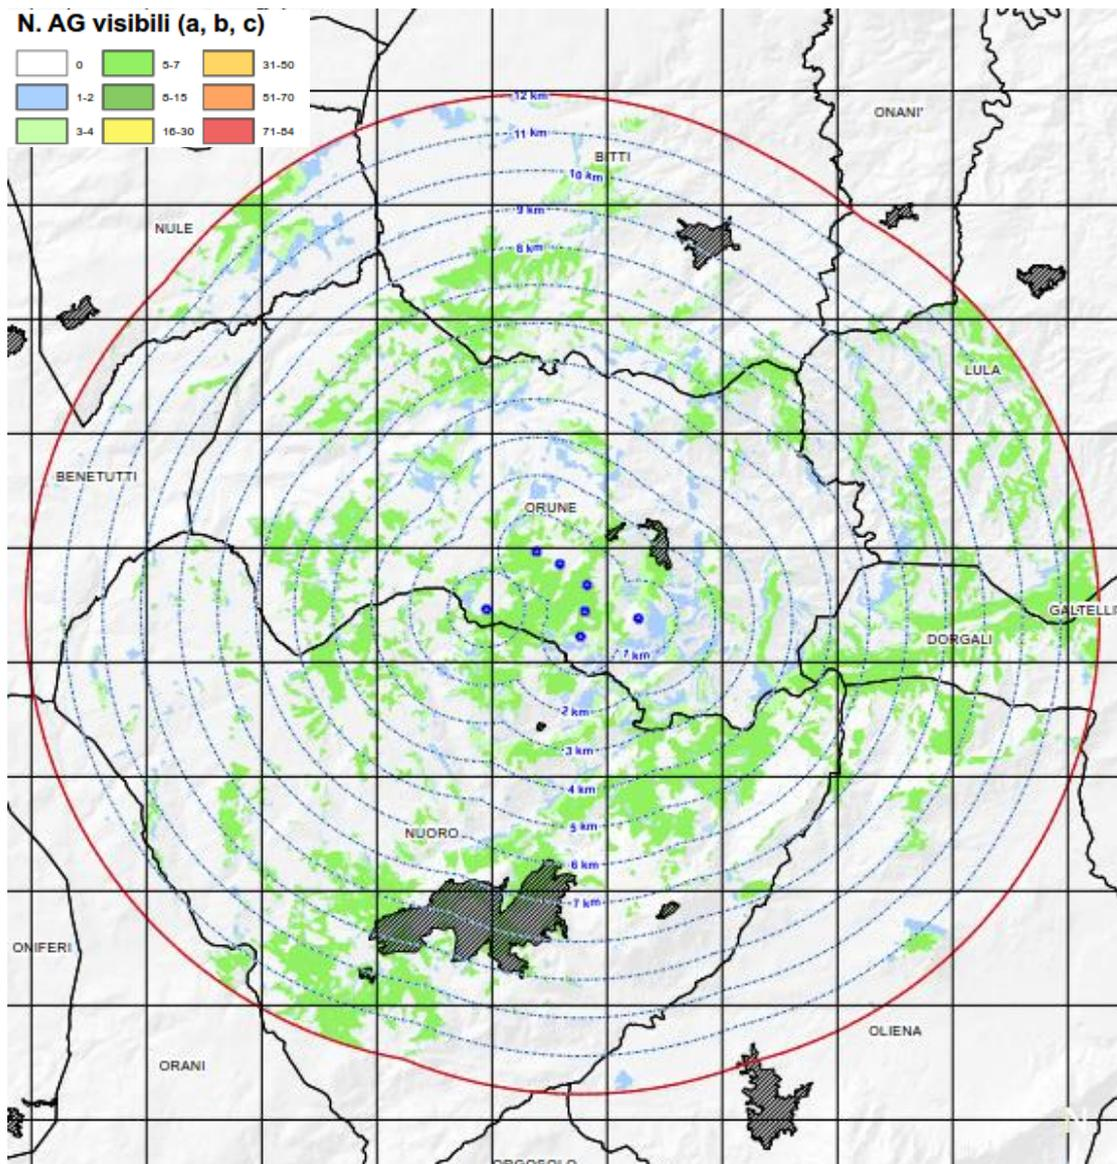 N. AG visibili (a, b, c)
0 5-7 31-50
1-2 8-15 51-70
3-4 16-30 71-84
12 km
ONANI'
11 km
BITTI
10 km
9 km
NULE
8 km
LULA
BENETUTTI
ORUNE
GALTELLI
DORGALI
1 km
2 km
3 km
4 km
5 km
NUORO
6 km
7 km
ONIFERI
OLIENA
ORANI
N
ORGOSOLO